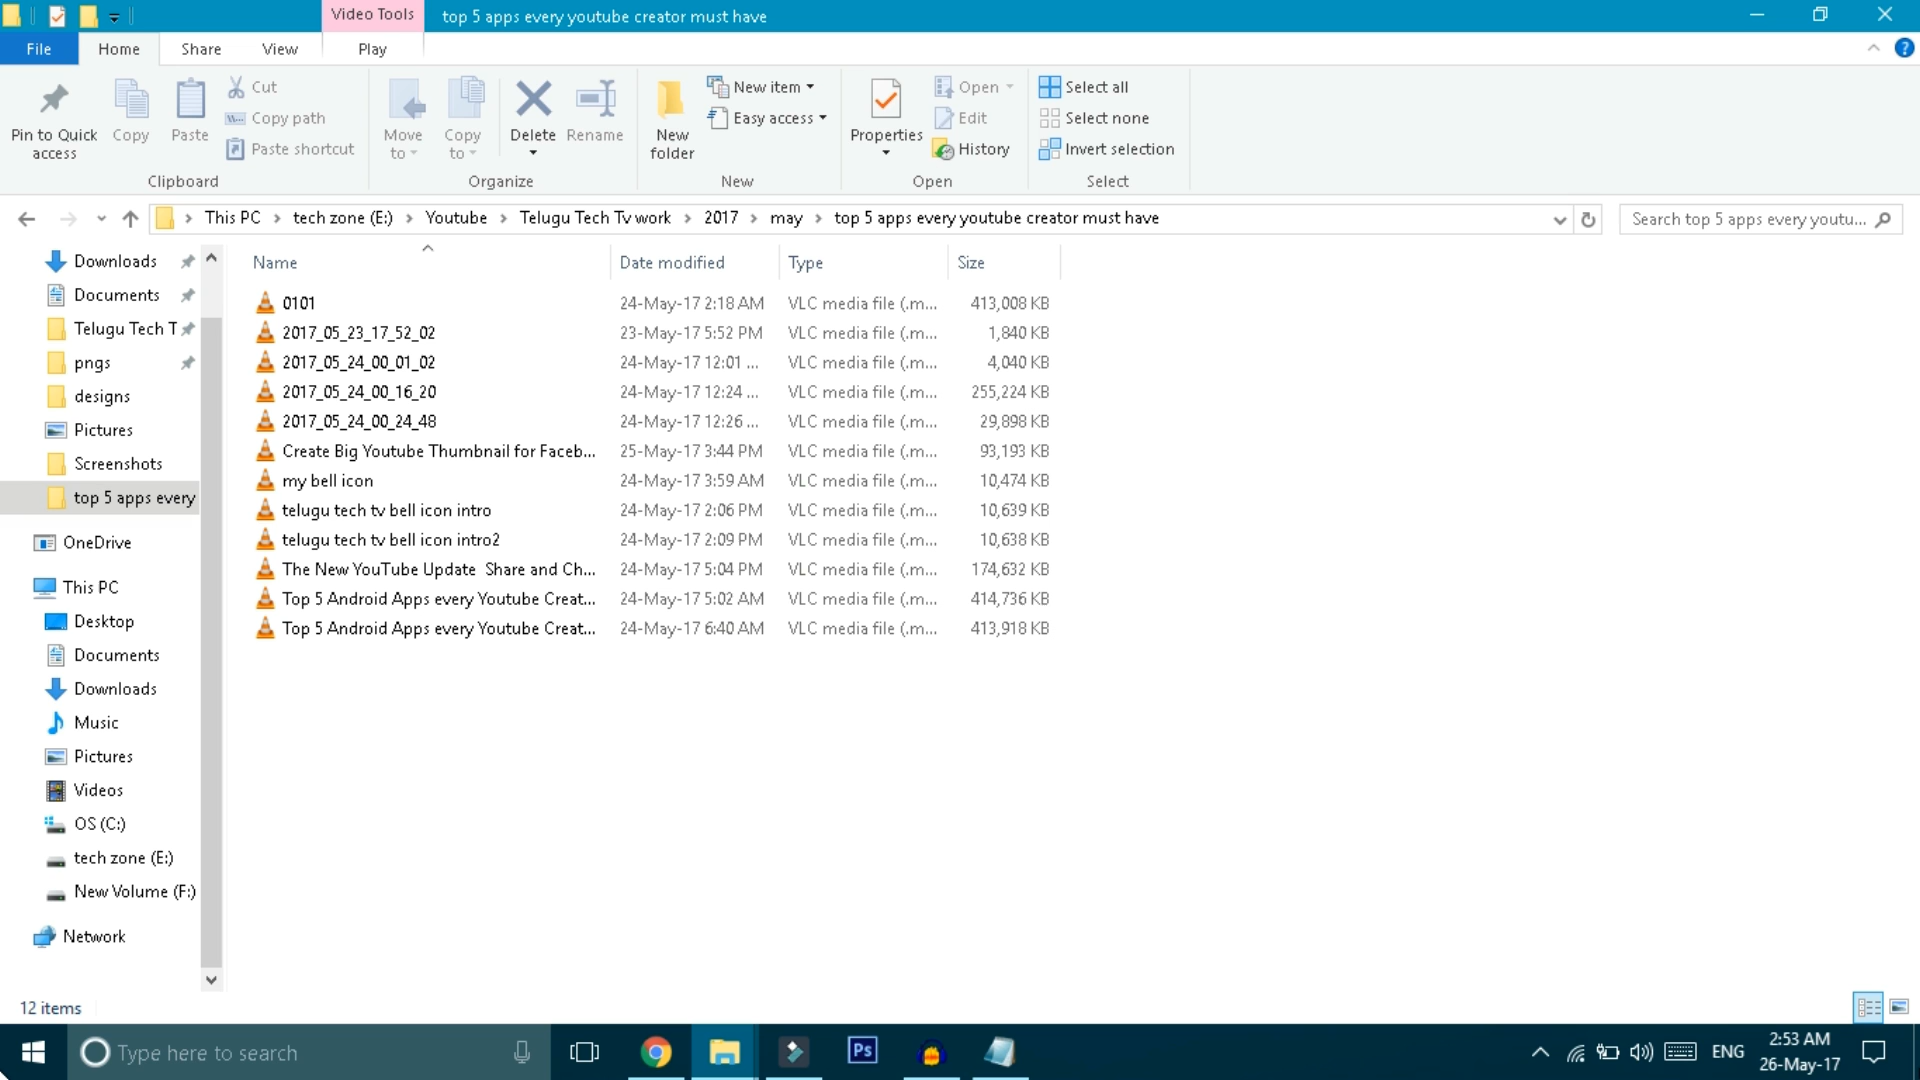 Video Tools
top 5 apps every youtube creator must have
File Home Share View Play
Pin to Quick access
Copy
Paste
Cut
Copy path
Paste shortcut
Clipboard
Move to
Copy to
Delete
Rename
Organize
New folder
New item
Easy access
New
Properties
Open
Edit
History
Open
Select all
Select none
Invert selection
Select
This PC > tech zone (E:) > Youtube > Telugu Tech Tv work > 2017 > may > top 5 apps every youtube creator must have
Search top 5 apps every youtu...
Downloads
Documents
Telugu Tech T
pngs
designs
Pictures
Screenshots
top 5 apps every
OneDrive
This PC
Desktop
Documents
Downloads
Music
Pictures
Videos
OS (C:)
tech zone (E:)
New Volume (F:)
Network
Name Date modified Type Size
0101 24-May-17 2:18 AM VLC media file (.m... 413,008 KB
2017_05_23_17_52_02 23-May-17 5:52 PM VLC media file (.m... 1,840 KB
2017_05_24_00_01_02 24-May-17 12:01 ... VLC media file (.m... 4,040 KB
2017_05_24_00_16_20 24-May-17 12:24 ... VLC media file (.m... 255,224 KB
2017_05_24_00_24_48 24-May-17 12:26 ... VLC media file (.m... 29,898 KB
Create Big Youtube Thumbnail for Faceb... 25-May-17 3:44 PM VLC media file (.m... 93,193 KB
my bell icon 24-May-17 3:59 AM VLC media file (.m... 10,474 KB
telugu tech tv bell icon intro 24-May-17 2:06 PM VLC media file (.m... 10,639 KB
telugu tech tv bell icon intro2 24-May-17 2:09 PM VLC media file (.m... 10,638 KB
The New YouTube Update Share and Ch... 24-May-17 5:04 PM VLC media file (.m... 174,632 KB
Top 5 Android Apps every Youtube Creat... 24-May-17 5:02 AM VLC media file (.m... 414,736 KB
Top 5 Android Apps every Youtube Creat... 24-May-17 6:40 AM VLC media file (.m... 413,918 KB
12 items
Type here to search
Ps
ENG
2:53 AM
26-May-17